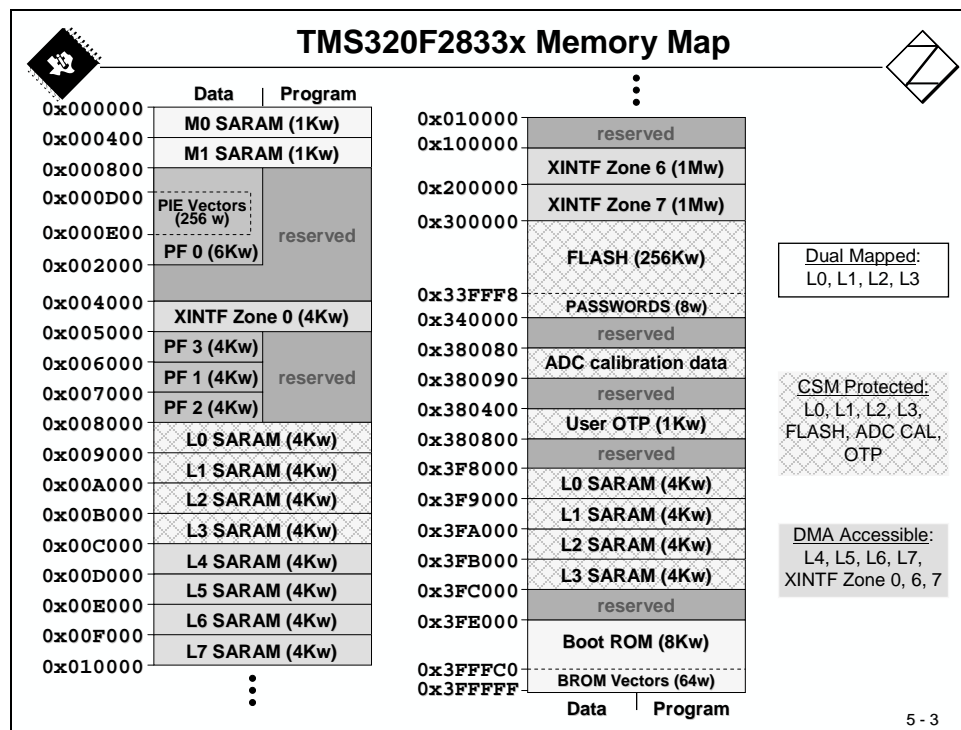 TMS320F2833x Memory Map
Data | Program
0x000000
M0 SARAM (1Kw)
0x000400
M1 SARAM (1Kw)
0x000800
0x000D00
PIE Vectors
(256 w)
0x000E00
reserved
PF 0 (6Kw)
0x002000
0x004000
XINTF Zone 0 (4Kw)
0x005000
PF 3 (4Kw)
0x006000
PF 1 (4Kw)
reserved
0x007000
PF 2 (4Kw)
0x008000
L0 SARAM (4Kw)
0x009000
L1 SARAM (4Kw)
0x00A000
L2 SARAM (4Kw)
0x00B000
L3 SARAM (4Kw)
0x00C000
L4 SARAM (4Kw)
0x00D000
L5 SARAM (4Kw)
0x00E000
L6 SARAM (4Kw)
0x00F000
L7 SARAM (4Kw)
0x010000
0x010000
reserved
0x100000
XINTF Zone 6 (1Mw)
0x200000
XINTF Zone 7 (1Mw)
0x300000
FLASH (256Kw)
0x33FFF8
PASSWORDS (8w)
0x340000
reserved
0x380080
ADC calibration data
0x380090
reserved
0x380400
User OTP (1Kw)
0x380800
reserved
0x3F8000
L0 SARAM (4Kw)
0x3F9000
L1 SARAM (4Kw)
0x3FA000
L2 SARAM (4Kw)
0x3FB000
L3 SARAM (4Kw)
0x3FC000
reserved
0x3FE000
Boot ROM (8Kw)
0x3FFFC0
BROM Vectors (64w)
0x3FFFFF
Data | Program
Dual Mapped:
L0, L1, L2, L3
CSM Protected:
L0, L1, L2, L3,
FLASH, ADC CAL,
OTP
DMA Accessible:
L4, L5, L6, L7,
XINTF Zone 0, 6, 7
5 - 3